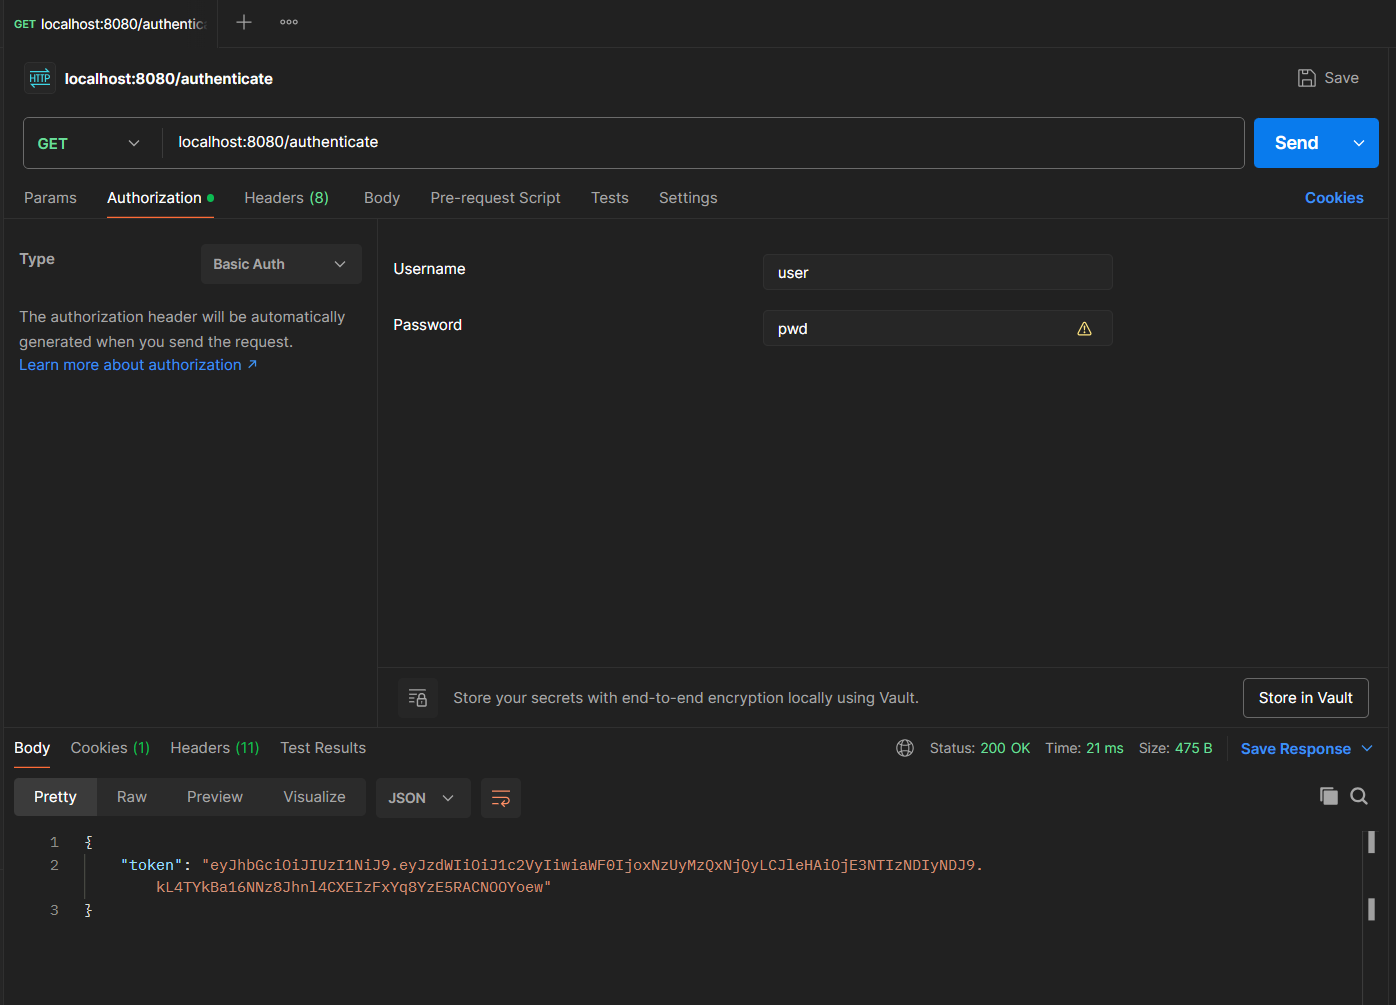 GET localhost:8080/authentic
HTTP localhost:8080/authenticate
Save
GET localhost:8080/authenticate
Send
Params Authorization Headers (8) Body Pre-request Script Tests Settings
Cookies
Type
Basic Auth
The authorization header will be automatically
generated when you send the request.
Learn more about authorization ↗
Username
user
Password
pwd
Store your secrets with end-to-end encryption locally using Vault.
Store in Vault
Body Cookies (1) Headers (11) Test Results
Status: 200 OK Time: 21 ms Size: 475 B
Save Response
Pretty Raw Preview Visualize
JSON
1 {
2 "token": "eyJhbGciOiJIUzI1NiJ9.eyJzdWIiOiJ1c2VyIiwiaWF0IjoxNzUyMzQxNjQyLCJleHAiOjE3NTIzNDIyNDJ9.
kL4TYkBa16NNz8Jhnl4CXEIzFxYq8YzE5RACNOOYoew"
3 }